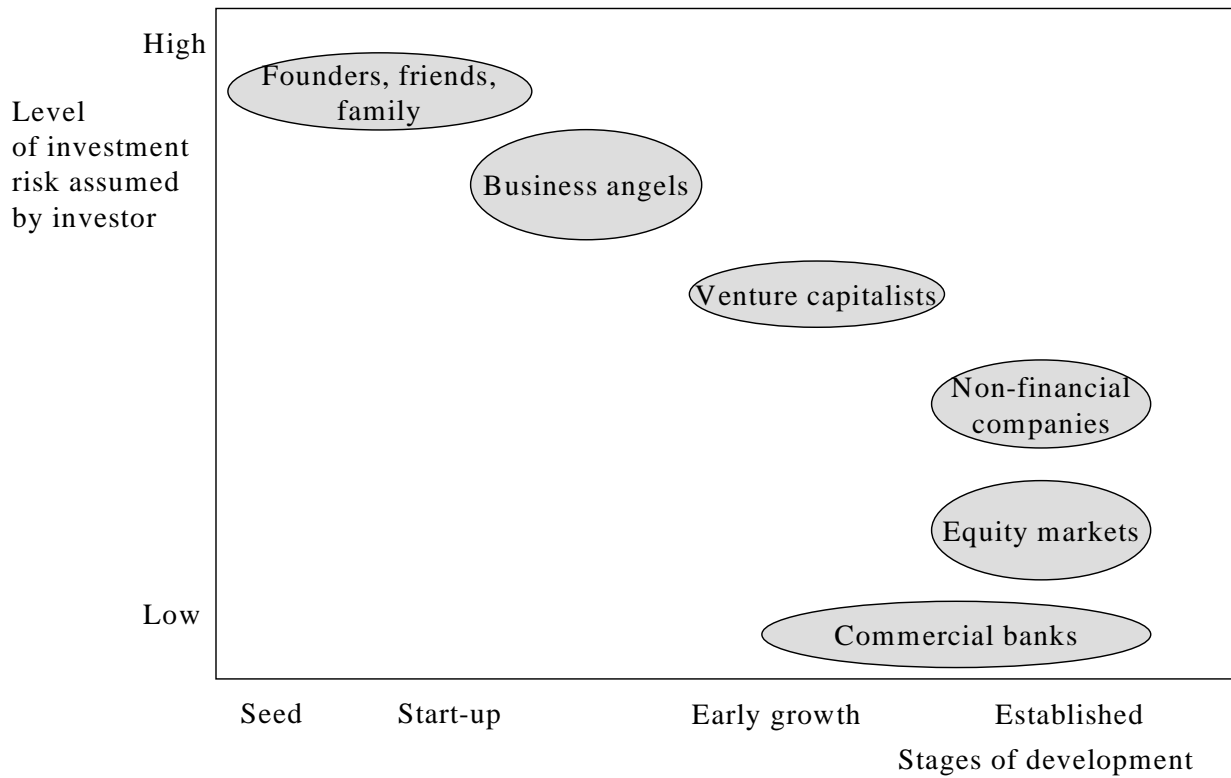 High
Level
of investment
risk assumed
by investor
Founders, friends,
family
Business angels
Venture capitalists
Non-financial
companies
Equity markets
Low
Commercial banks
Seed
Start-up
Early growth
Established
Stages of development